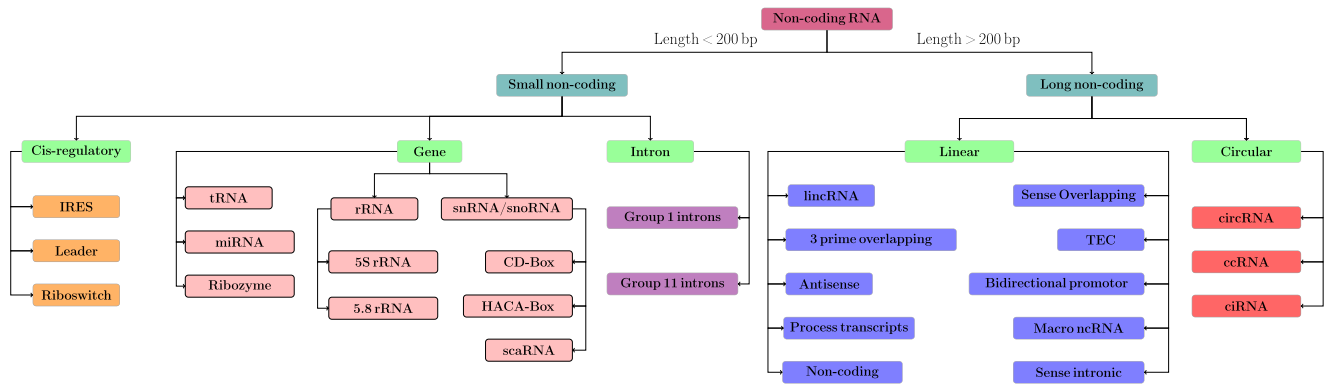 Non-coding RNA
Length < 200 bp
Length > 200 bp
Small non-coding
Long non-coding
Cis-regulatory
Gene
Intron
Linear
Circular
IRES
Leader
Riboswitch
tRNA
miRNA
Ribozyme
rRNA
5S rRNA
5.8 rRNA
snRNA/snoRNA
CD-Box
HACA-Box
scaRNA
Group 1 introns
Group 11 introns
lincRNA
3 prime overlapping
Antisense
Process transcripts
Non-coding
Sense Overlapping
TEC
Bidirectional promotor
Macro ncRNA
Sense intronic
circRNA
ccRNA
ciRNA